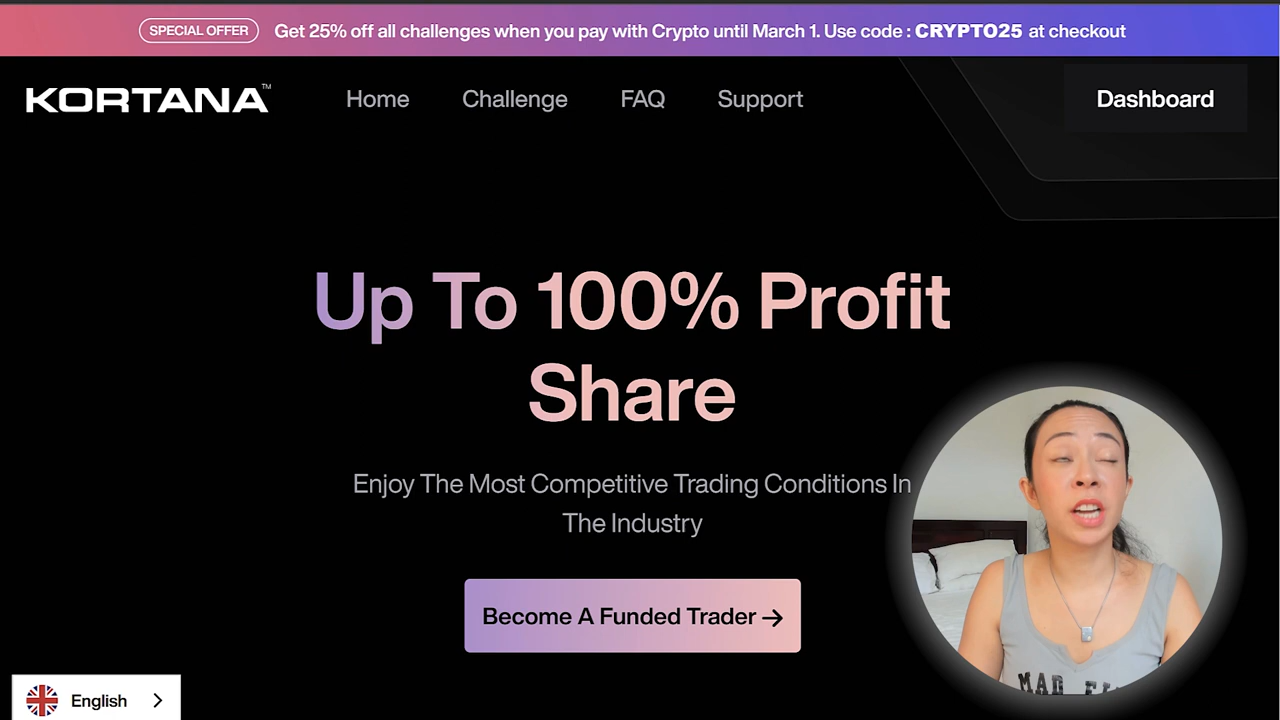 SPECIAL OFFER Get 25% off all challenges when you pay with Crypto until March 1. Use code : CRYPTO25 at checkout
KORTANA™ Home Challenge FAQ Support Dashboard
Up To 100% Profit
Share
Enjoy The Most Competitive Trading Conditions In
The Industry
Become A Funded Trader →
English
MAD